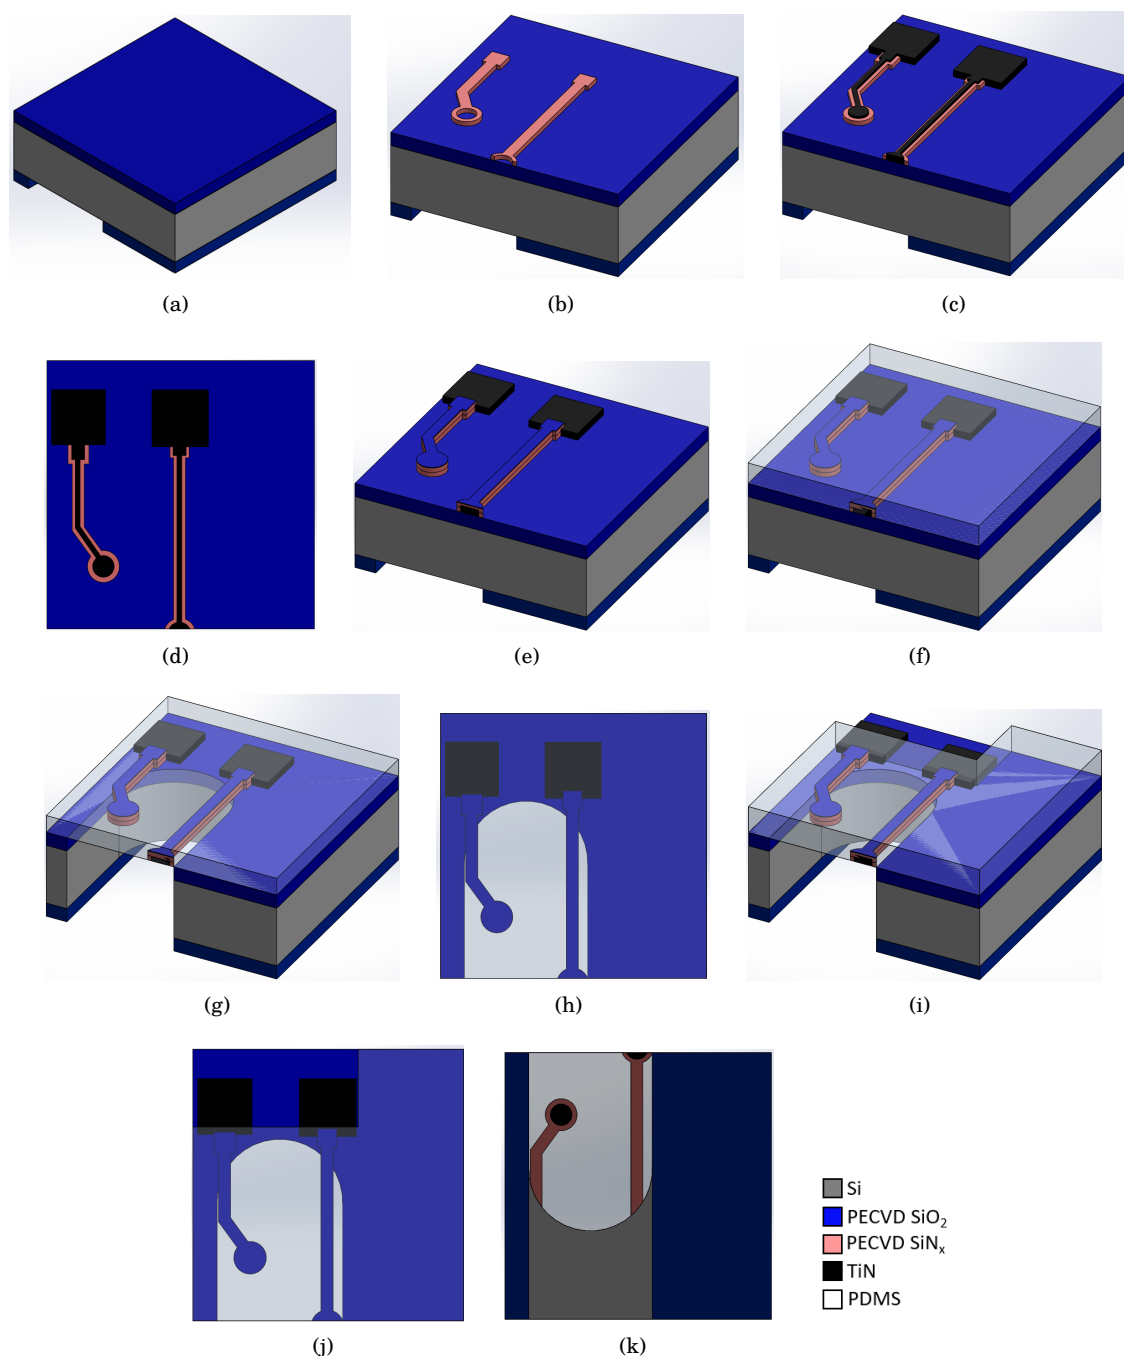 (a)
(b)
(c)
(d)
(e)
(f)
(g)
(h)
(i)
(j)
(k)
Si
PECVD SiO₂
PECVD SiNₓ
TiN
PDMS